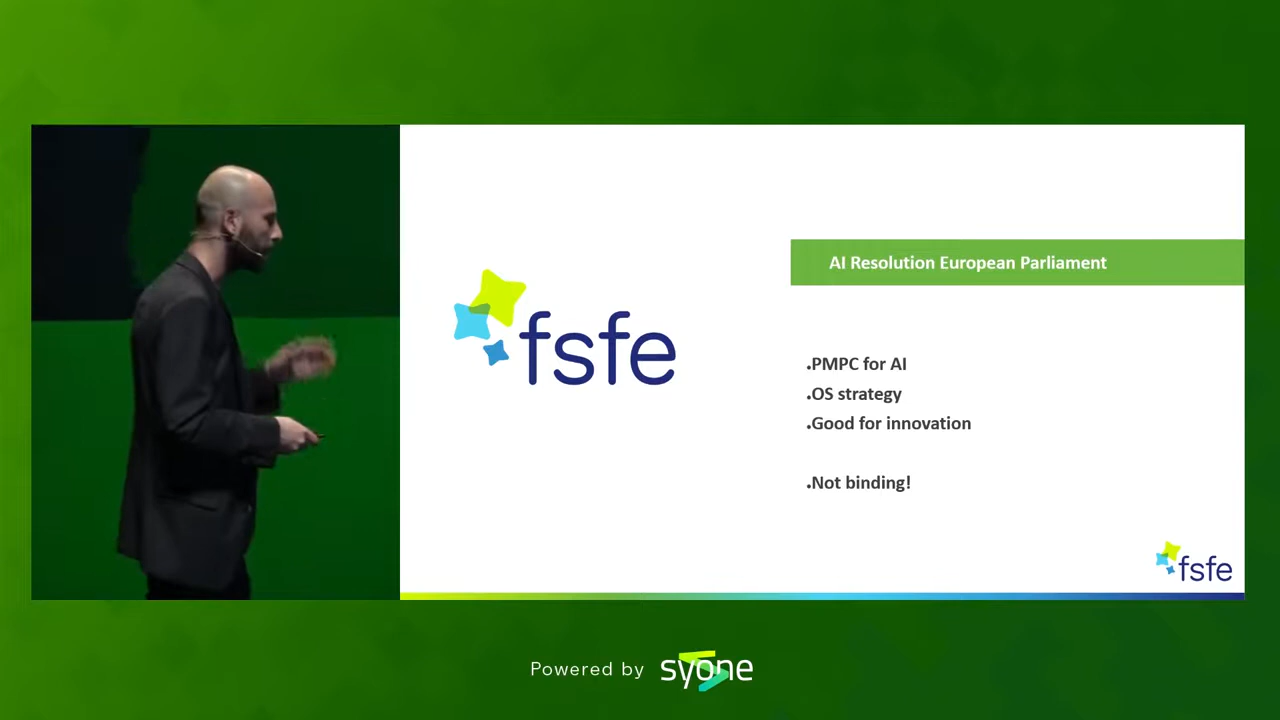 AI Resolution European Parliament
fsfe
.PMPC for AI
.OS strategy
.Good for innovation
.Not binding!
fsfe
Powered by syone